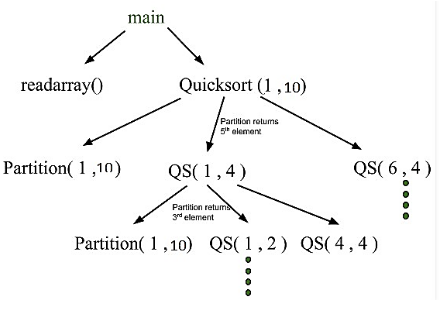 main
readarray()
Quicksort (1 ,10)
Partition returns
5th element
Partition( 1 ,10)
QS( 1 , 4 )
QS( 6 , 4 )
Partition returns
3rd element
Partition( 1 ,10)
QS( 1 , 2 )
QS( 4 , 4 )